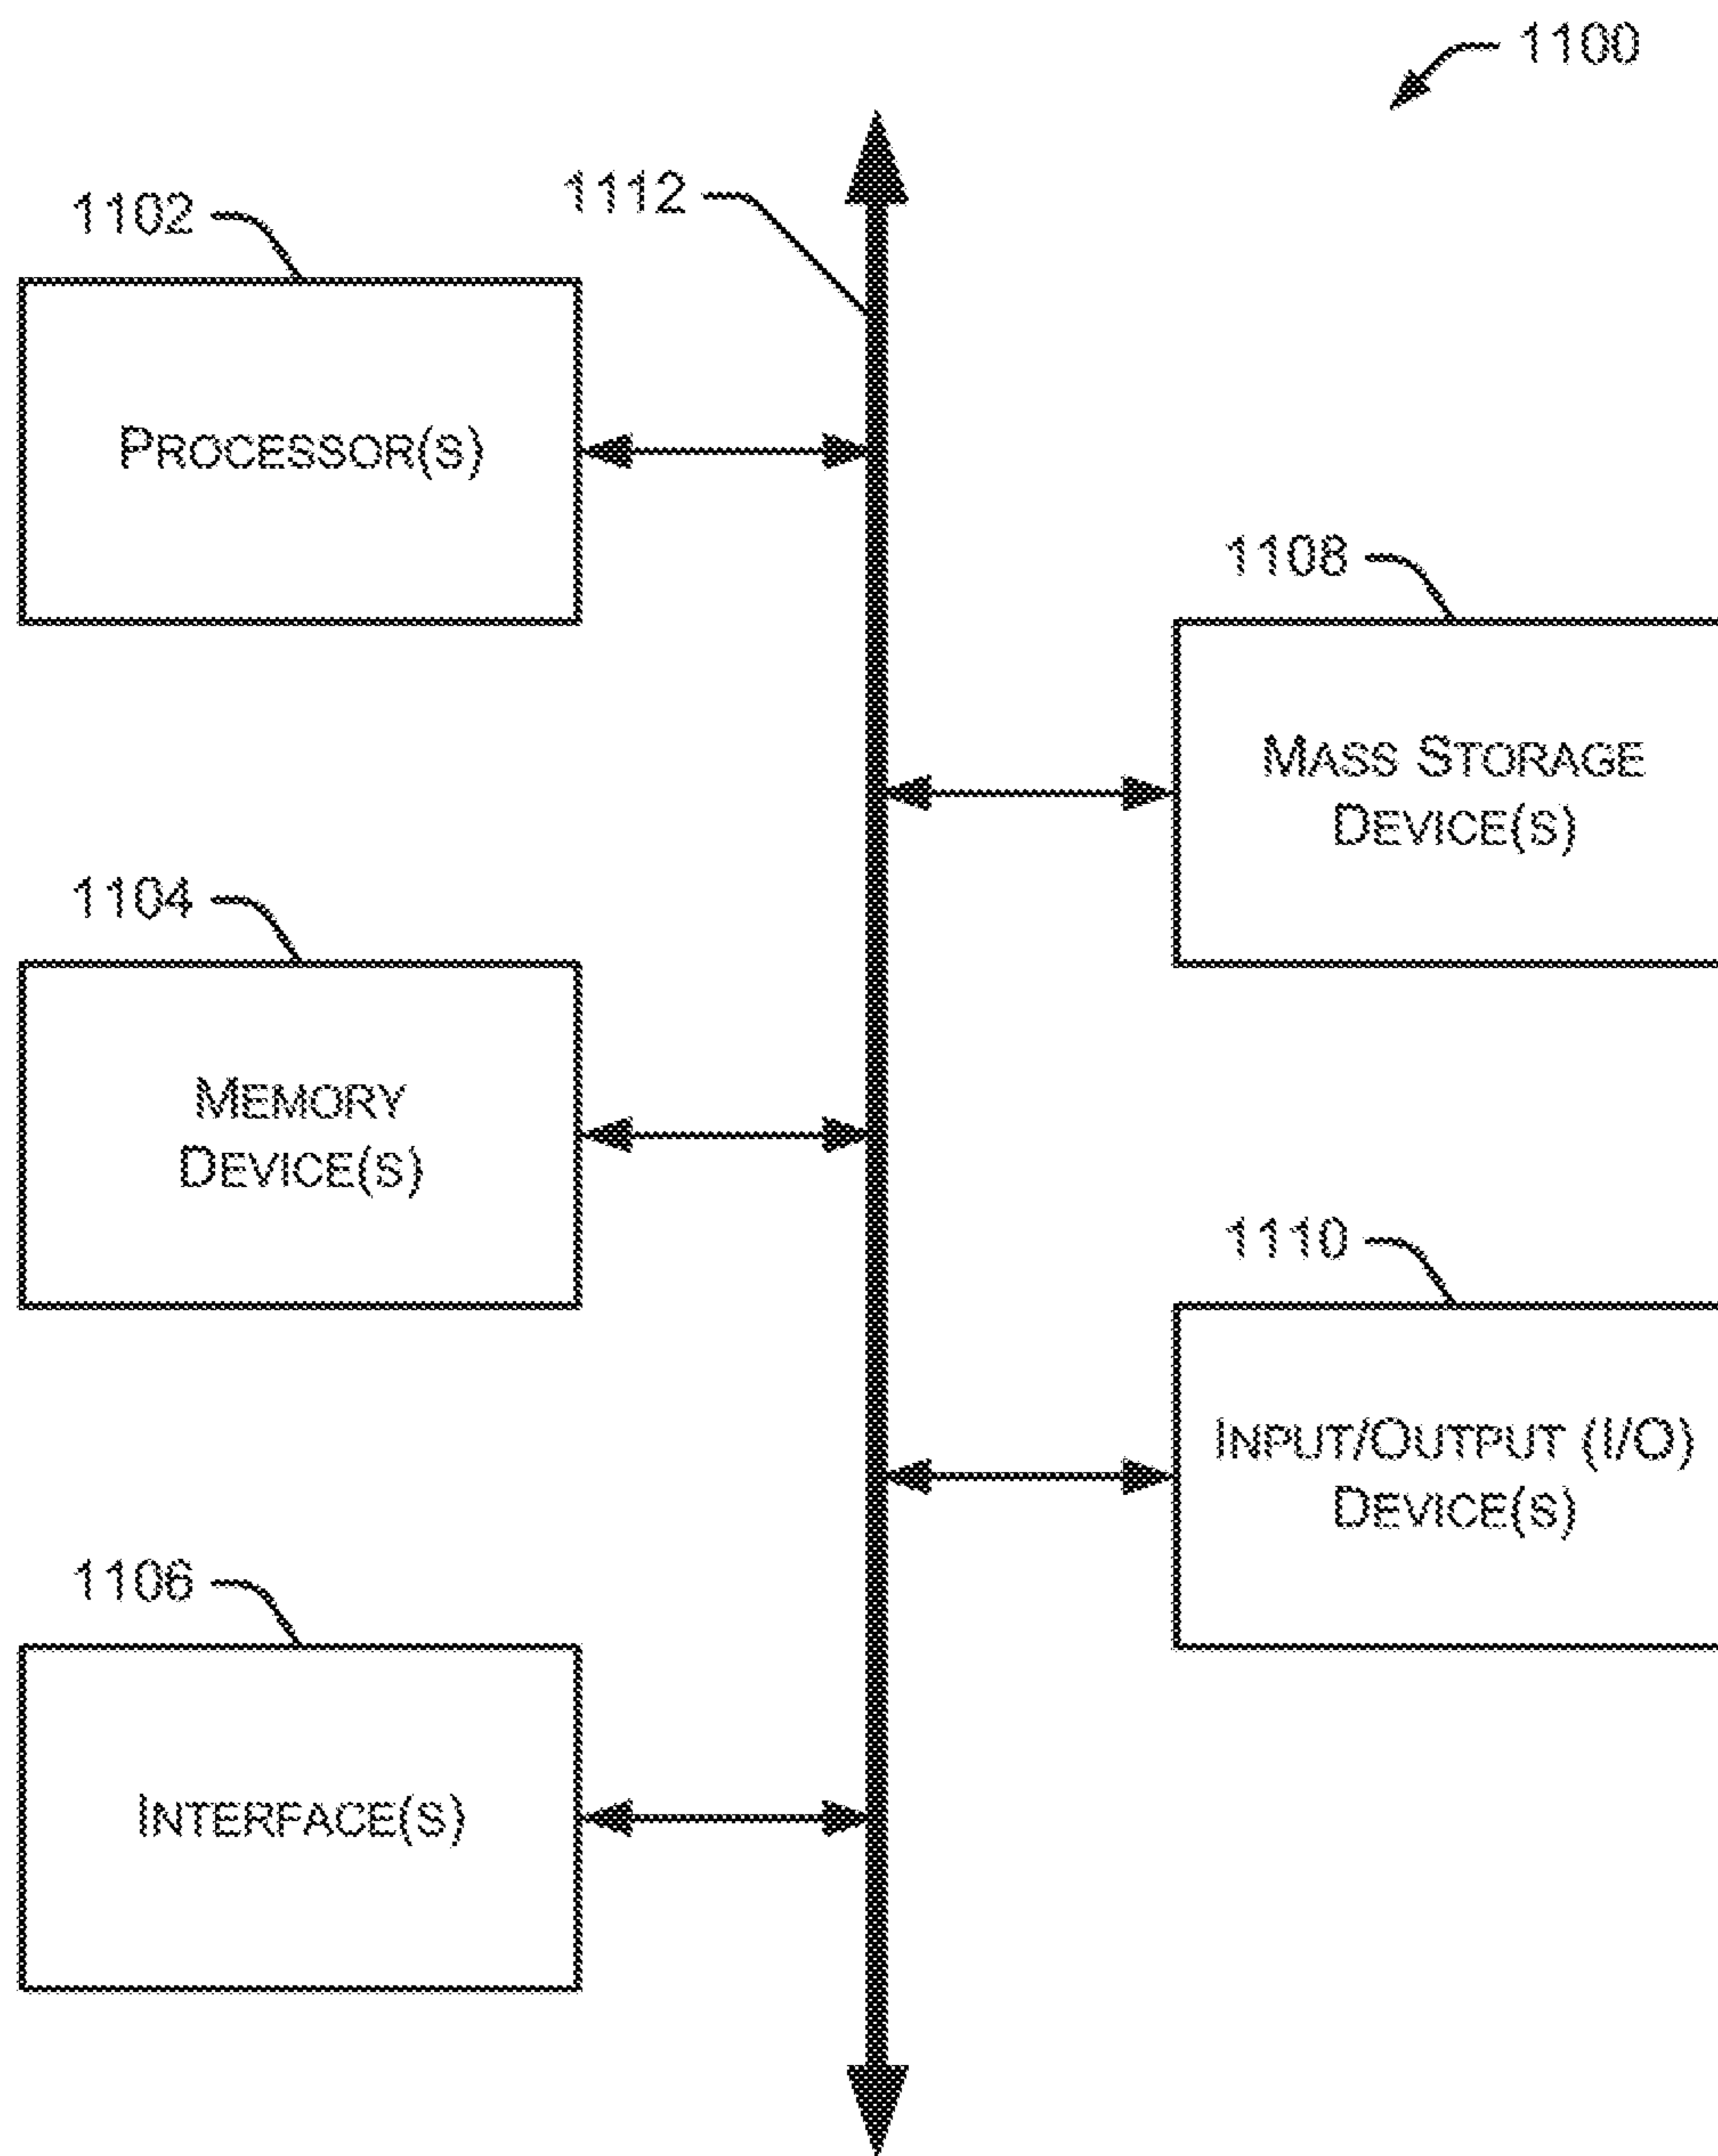 1100
1102
1112
PROCESSOR(S)
1108
MASS STORAGE
DEVICE(S)
1104
MEMORY
DEVICE(S)
1110
INPUT/OUTPUT (I/O)
DEVICE(S)
1106
INTERFACE(S)